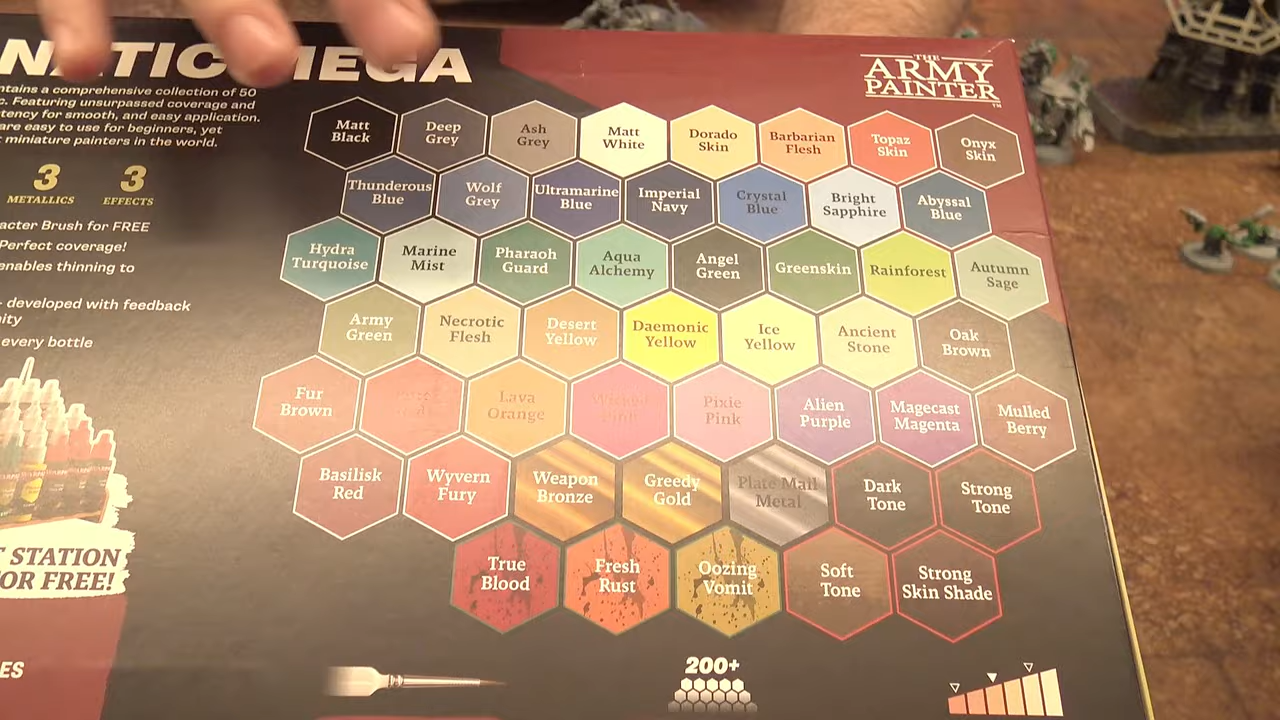 MEGA
THE
ARMY
PAINTER
™
ntains a comprehensive collection of 50
c. Featuring unsurpassed coverage and
tency for smooth, and easy application.
are easy to use for beginners, yet
t miniature painters in the world.
3
METALLICS
3
EFFECTS
acter Brush for FREE
Perfect coverage!
enables thinning to
- developed with feedback
nity
every bottle
T STATION
OR FREE!
ES
Matt
Black
Deep
Grey
Ash
Grey
Matt
White
Dorado
Skin
Barbarian
Flesh
Topaz
Skin
Onyx
Skin
Thunderous
Blue
Wolf
Grey
Ultramarine
Blue
Imperial
Navy
Crystal
Blue
Bright
Sapphire
Abyssal
Blue
Hydra
Turquoise
Marine
Mist
Pharaoh
Guard
Aqua
Alchemy
Angel
Green
Greenskin
Rainforest
Autumn
Sage
Army
Green
Necrotic
Flesh
Desert
Yellow
Daemonic
Yellow
Ice
Yellow
Ancient
Stone
Oak
Brown
Fur
Brown
Lava
Orange
Wicked
Pink
Pixie
Pink
Alien
Purple
Magecast
Magenta
Mulled
Berry
Basilisk
Red
Wyvern
Fury
Weapon
Bronze
Greedy
Gold
Plate Mail
Metal
Dark
Tone
Strong
Tone
True
Blood
Fresh
Rust
Oozing
Vomit
Soft
Tone
Strong
Skin Shade
200+